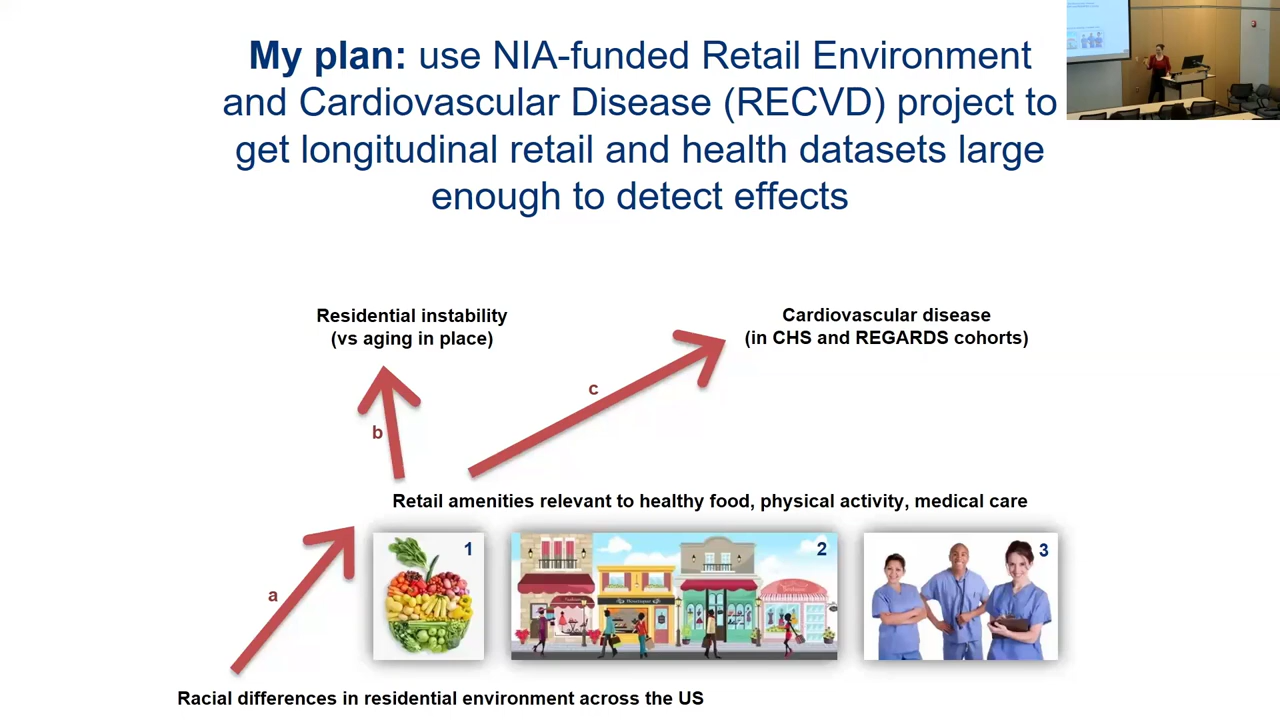 My plan: use NIA-funded Retail Environment
and Cardiovascular Disease (RECVD) project to
get longitudinal retail and health datasets large
enough to detect effects
Residential instability
(vs aging in place)
Cardiovascular disease
(in CHS and REGARDS cohorts)
c
b
Retail amenities relevant to healthy food, physical activity, medical care
1
2
3
a
Racial differences in residential environment across the US